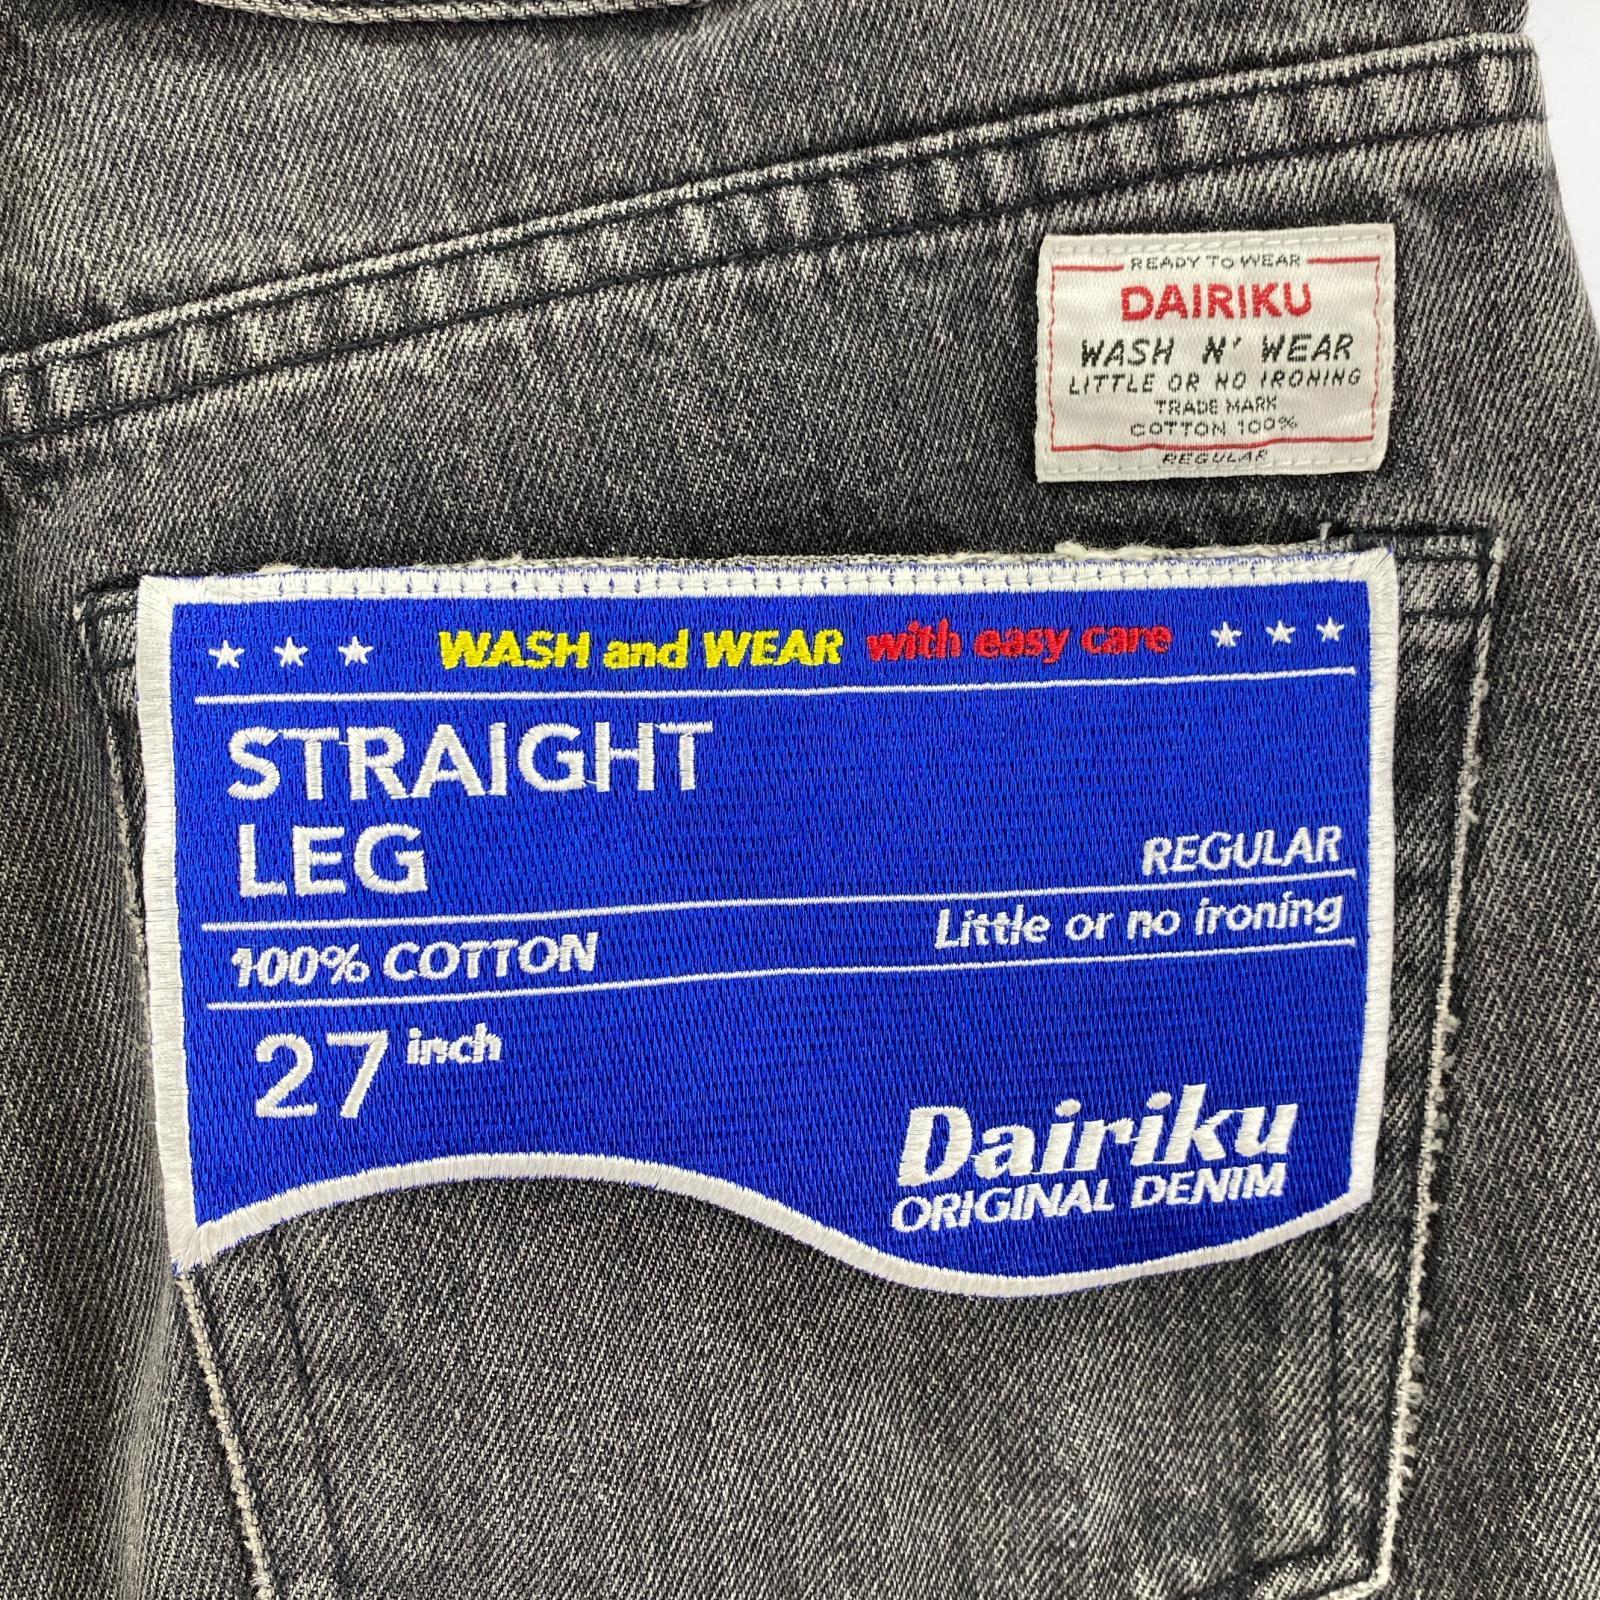 READY TO WEAR
DAIRIKU
WASH N' WEAR
LITTLE OR NO IRONING
TRADE MARK
COTTON 100%
REGULAR
WASH and WEAR with easy care
STRAIGHT
LEG
REGULAR
Little or no ironing
100% COTTON
27 inch
Dairiku
ORIGINAL DENIM